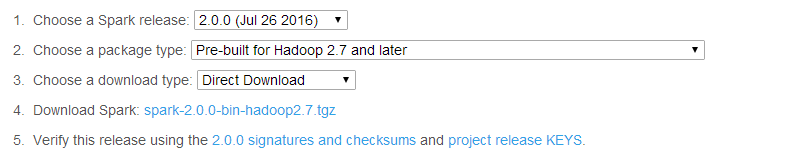 1. Choose a Spark release: 2.0.0 (Jul 26 2016)
2. Choose a package type: Pre-built for Hadoop 2.7 and later
3. Choose a download type: Direct Download
4. Download Spark: spark-2.0.0-bin-hadoop2.7.tgz
5. Verify this release using the 2.0.0 signatures and checksums and project release KEYS.